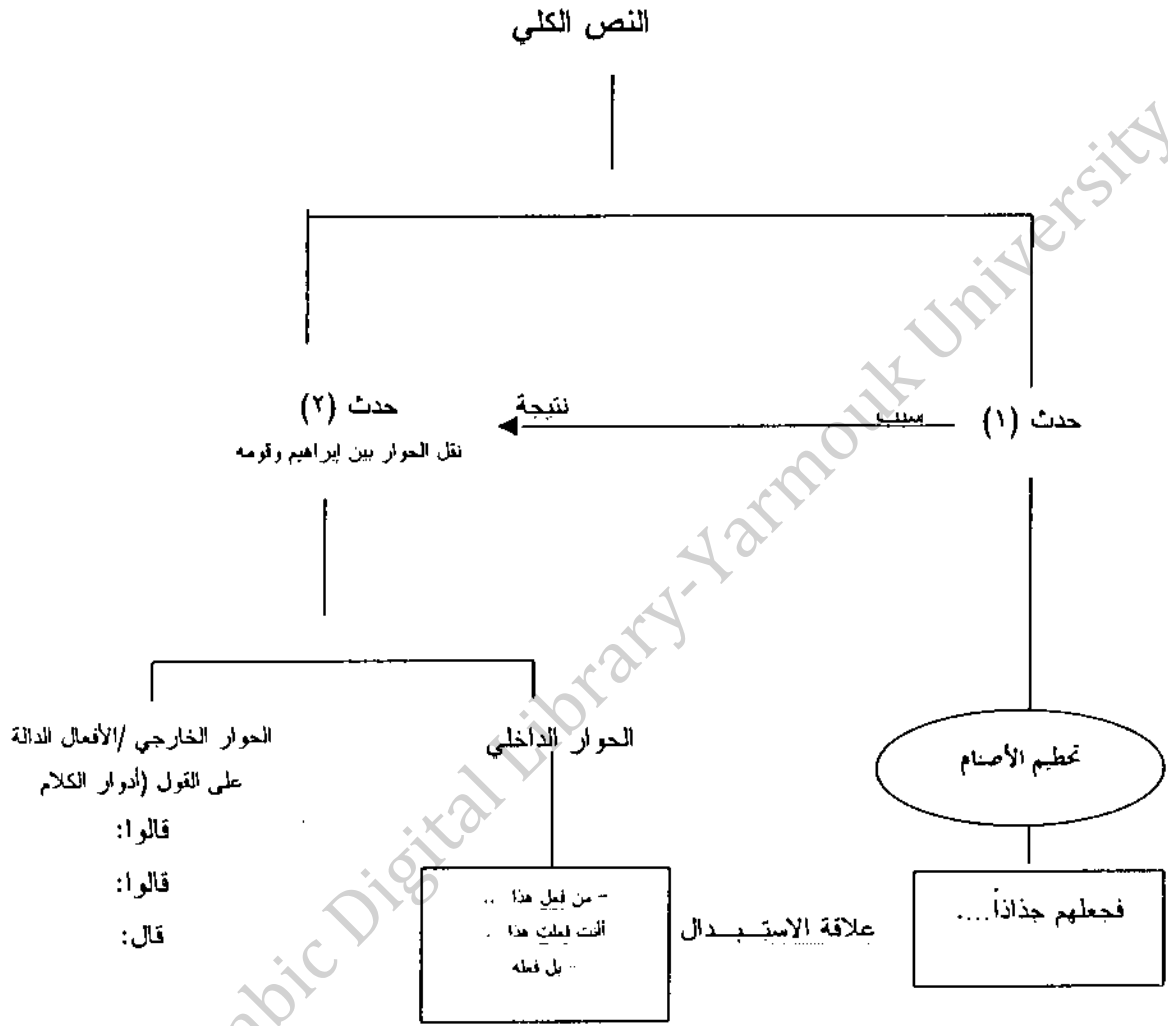 النص الكلي
حدث (١)
سبب
نتيجة
حدث (٢)
نقل الحوار بين إبراهيم وقومه
تحطيم الأصنام
فجعلهم جذاذاً....
علاقة الاستبدال
الحوار الداخلي
- من فعل هذا ..
أأنت فعلت هذا .
- بل فعله
الحوار الخارجي /الأفعال الدالة
على القول (أدوار الكلام
قالوا:
قالوا:
قال:
Arabic Digital Library-Yarmouk University